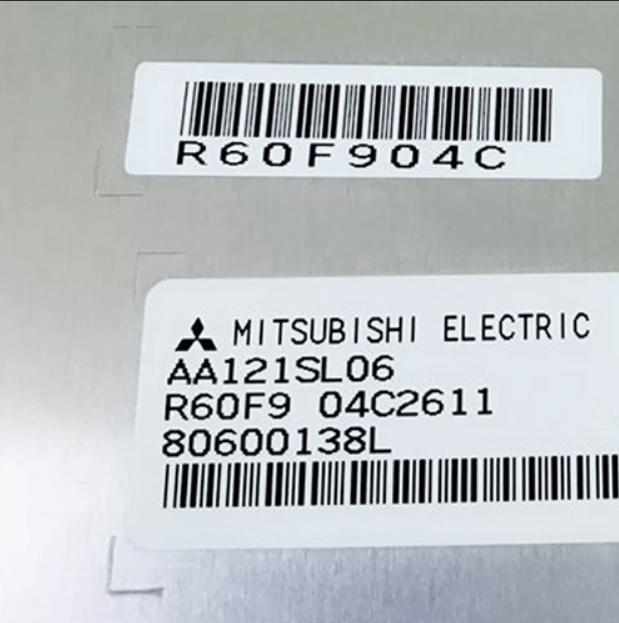 R60F904C
MITSUBISHI ELECTRIC
AA121SL06
R60F9 04C2611
80600138L